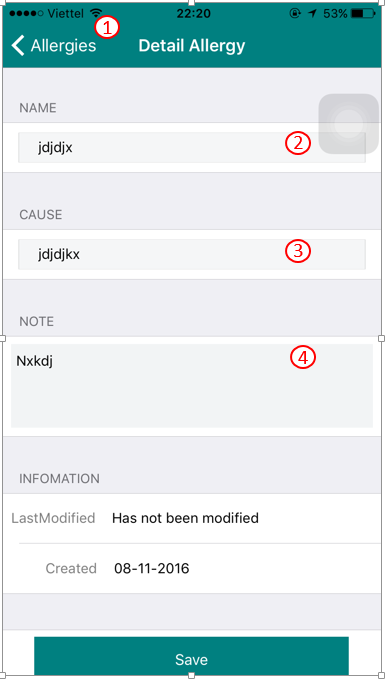 Viettel 22:20 53%
1
Allergies Detail Allergy
NAME
jdjdjx 2
CAUSE
jdjdjkx 3
NOTE
Nxkdj 4
INFOMATION
LastModified Has not been modified
Created 08-11-2016
Save